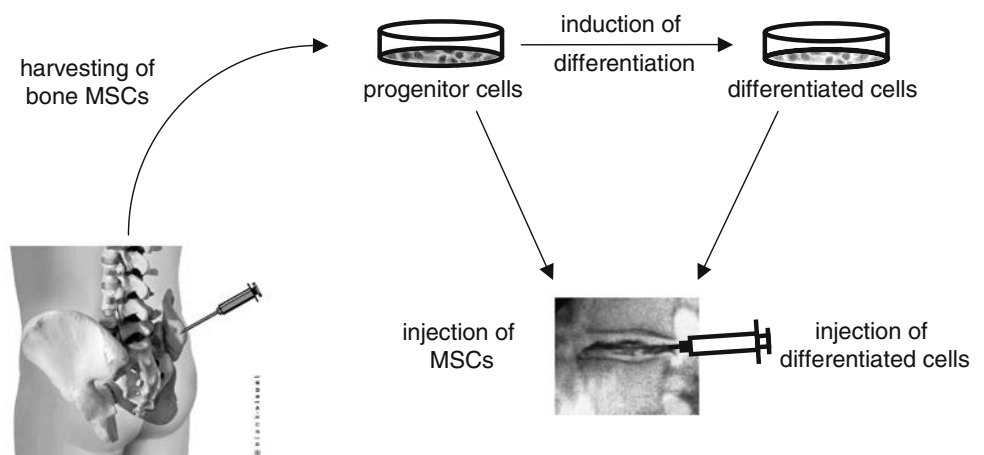 harvesting of
bone MSCs
progenitor cells
induction of
differentiation
differentiated cells
injection of
MSCs
injection of
differentiated cells